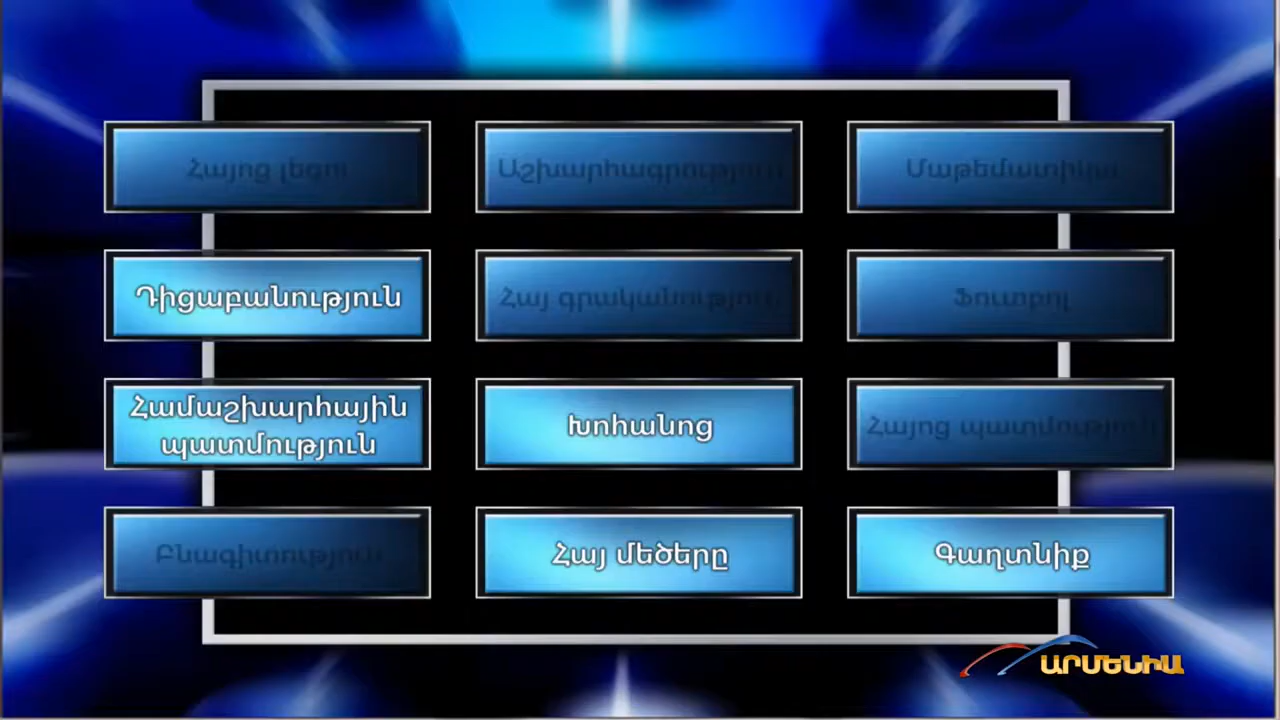 Հայոց լեզու
Աշխարհագրություն
Մաթեմատիկա
Դիցաբանություն
Հայ գրականություն
Ֆուտբոլ
Համաշխարհային
պատմություն
Խոհանոց
Հայոց պատմություն
Բնագիտություն
Հայ մեծերը
Գաղտնիք
ԱՐՄԵՆԻԱ